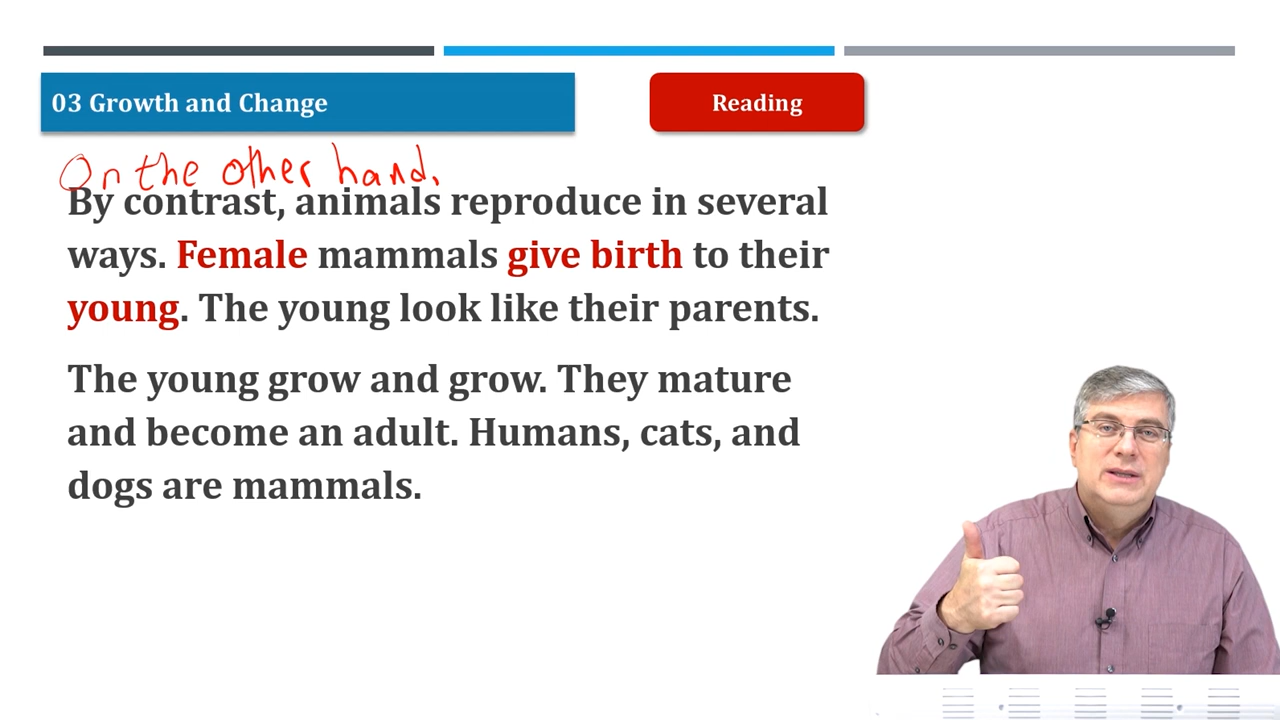 03 Growth and Change
Reading
On the other hand,
By contrast, animals reproduce in several
ways. Female mammals give birth to their
young. The young look like their parents.
The young grow and grow. They mature
and become an adult. Humans, cats, and
dogs are mammals.